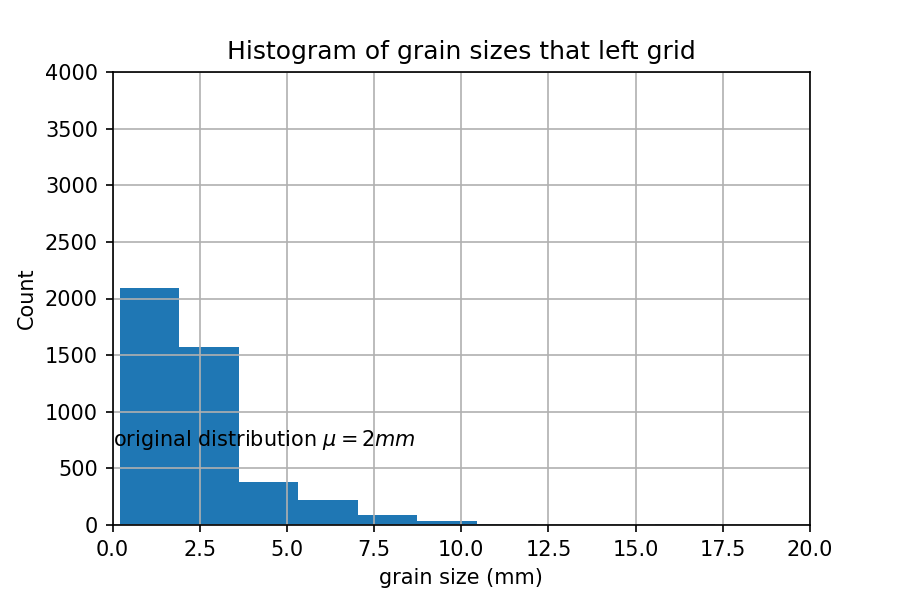 Histogram of grain sizes that left grid
4000
3500
3000
2500
2000
1500
1000
500
0
Count
original distribution μ = 2mm
0.0 2.5 5.0 7.5 10.0 12.5 15.0 17.5 20.0
grain size (mm)